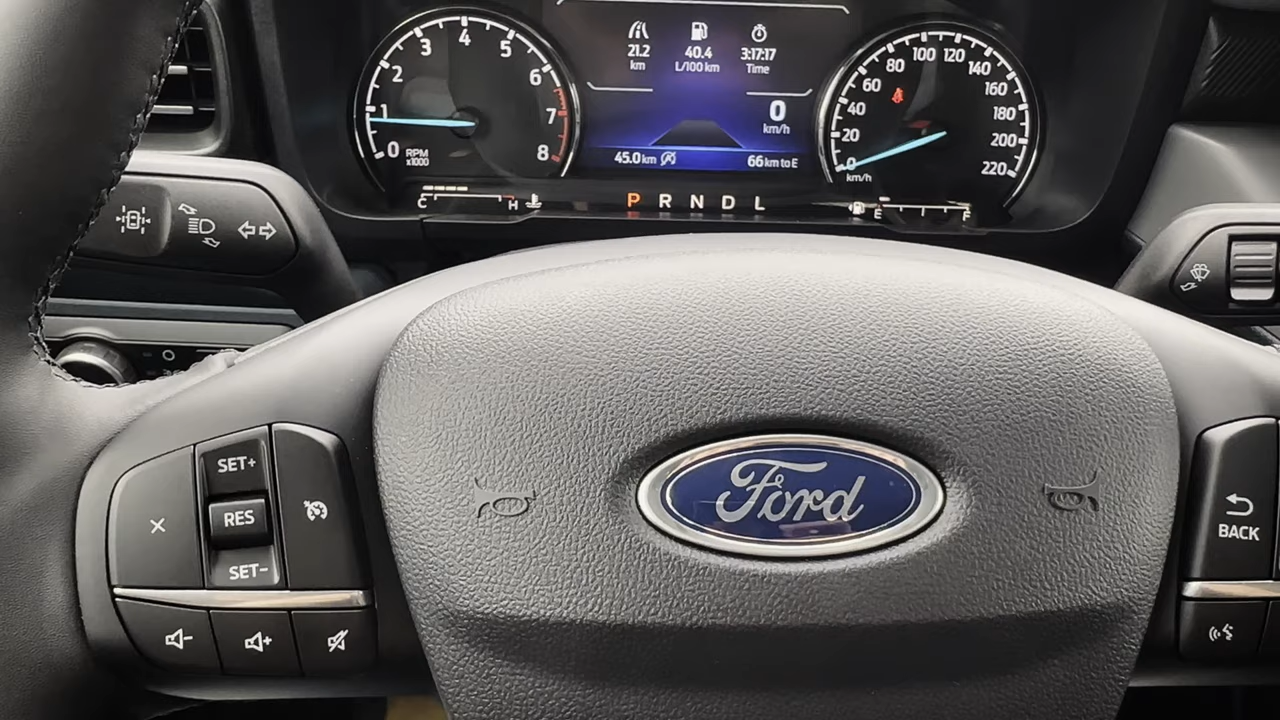 0 1 2 3 4 5 6 7 8
RPM
x1000
21.2
km
40.4
L/100 km
3:17:17
Time
0
km/h
45.0 km
66 km to E
0 20 40 60 80 100 120 140 160 180 200 220
km/h
C H
P R N D L
E F
SET+
RES
SET-
Ford
BACK